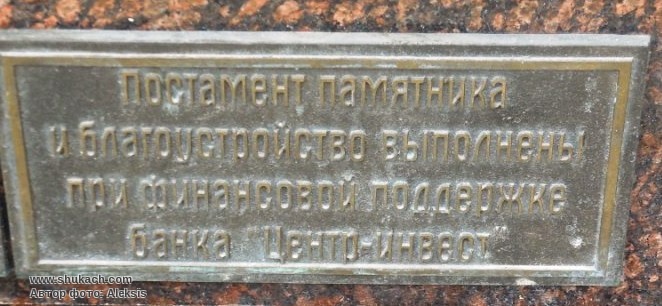 Постамент памятника
и благоустройство выполнены
при финансовой поддержке
банка "Центр-инвест"
www.shukach.com
Автор фото: Aleksis